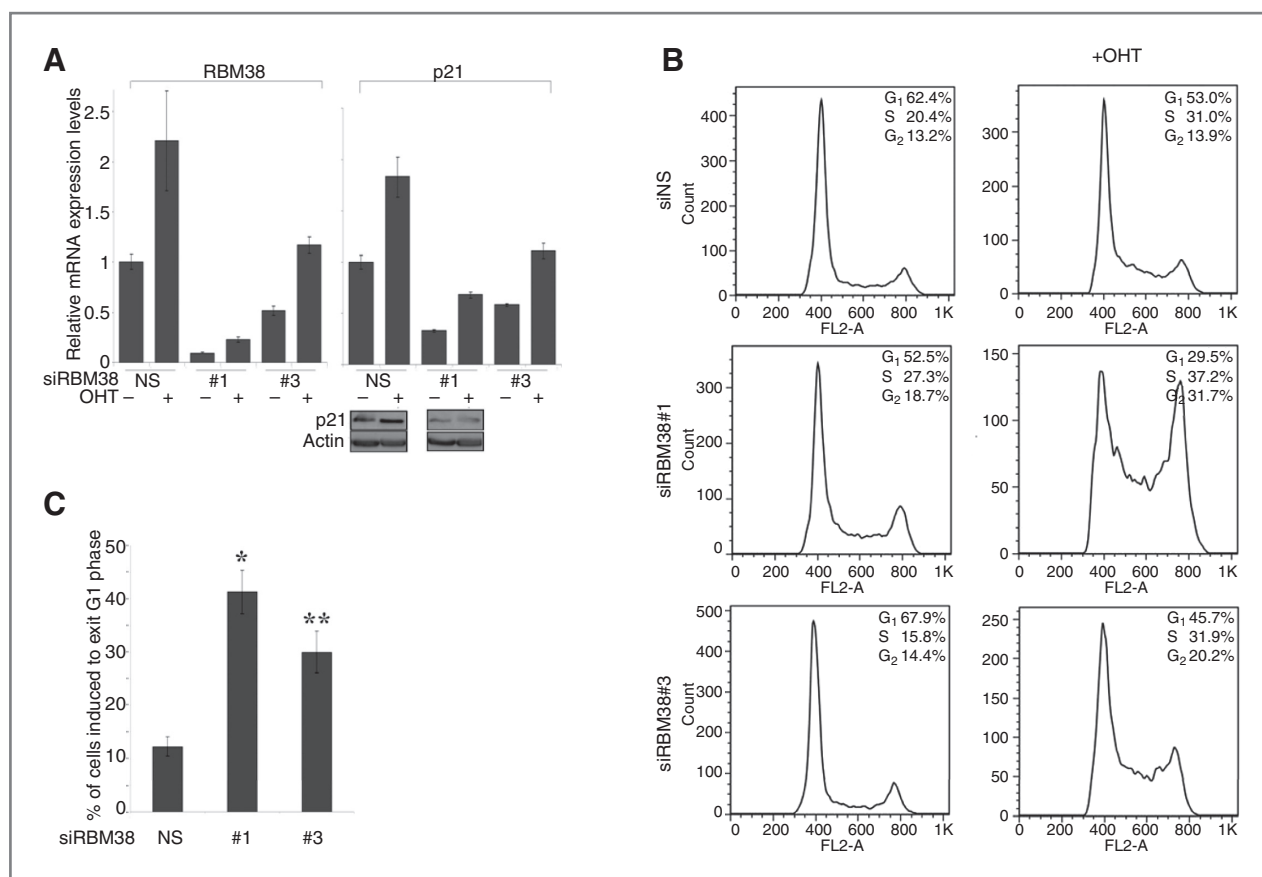 A
RBM38
p21
Relative mRNA expression levels
2.5
2
1.5
1
0.5
0
siRBM38 NS #1 #3 NS #1 #3
OHT – + – + – + – + – + – +
p21
Actin
B
+OHT
siNS
Count
400
300
200
100
0
G1 62.4%
S 20.4%
G2 13.2%
0 200 400 600 800 1K
FL2-A
300
200
100
0
G1 53.0%
S 31.0%
G2 13.9%
0 200 400 600 800 1K
FL2-A
siRBM38#1
Count
300
200
100
0
G1 52.5%
S 27.3%
G2 18.7%
0 200 400 600 800 1K
FL2-A
150
100
50
0
G1 29.5%
S 37.2%
G2 31.7%
0 200 400 600 800 1K
FL2-A
siRBM38#3
Count
500
400
300
200
100
0
G1 67.9%
S 15.8%
G2 14.4%
0 200 400 600 800 1K
FL2-A
250
200
150
100
50
0
G1 45.7%
S 31.9%
G2 20.2%
0 200 400 600 800 1K
FL2-A
C
% of cells induced to exit G1 phase
50
40
30
20
10
0
*
**
siRBM38 NS #1 #3